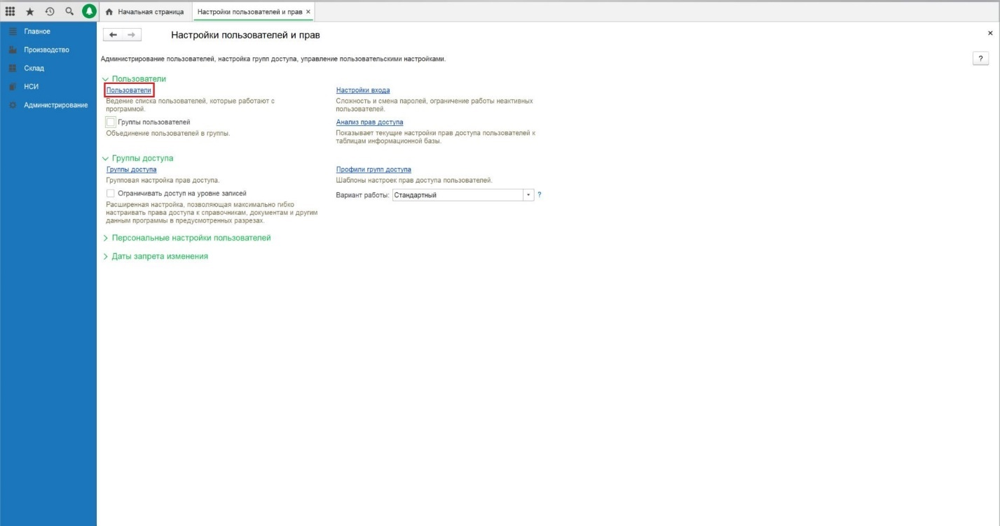 Начальная страница
Настройки пользователей и прав ×
Главное
Производство
Склад
НСИ
Администрирование
Настройки пользователей и прав
Администрирование пользователей, настройка групп доступа, управление пользовательскими настройками.
?
Пользователи
Пользователи
Ведение списка пользователей, которые работают с
программой.
Группы пользователей
Объединение пользователей в группы.
Настройки входа
Сложность и смена паролей, ограничение работы неактивных
пользователей.
Анализ прав доступа
Показывает текущие настройки прав доступа пользователей к
таблицам информационной базы.
Группы доступа
Группы доступа
Групповая настройка прав доступа.
Ограничивать доступ на уровне записей
Расширенная настройка, позволяющая максимально гибко
настраивать права доступа к справочникам, документам и другим
данным программы в предусмотренных разрезах.
Профили групп доступа
Шаблоны настроек прав доступа пользователей.
Вариант работы: Стандартный ?
Персональные настройки пользователей
Даты запрета изменения